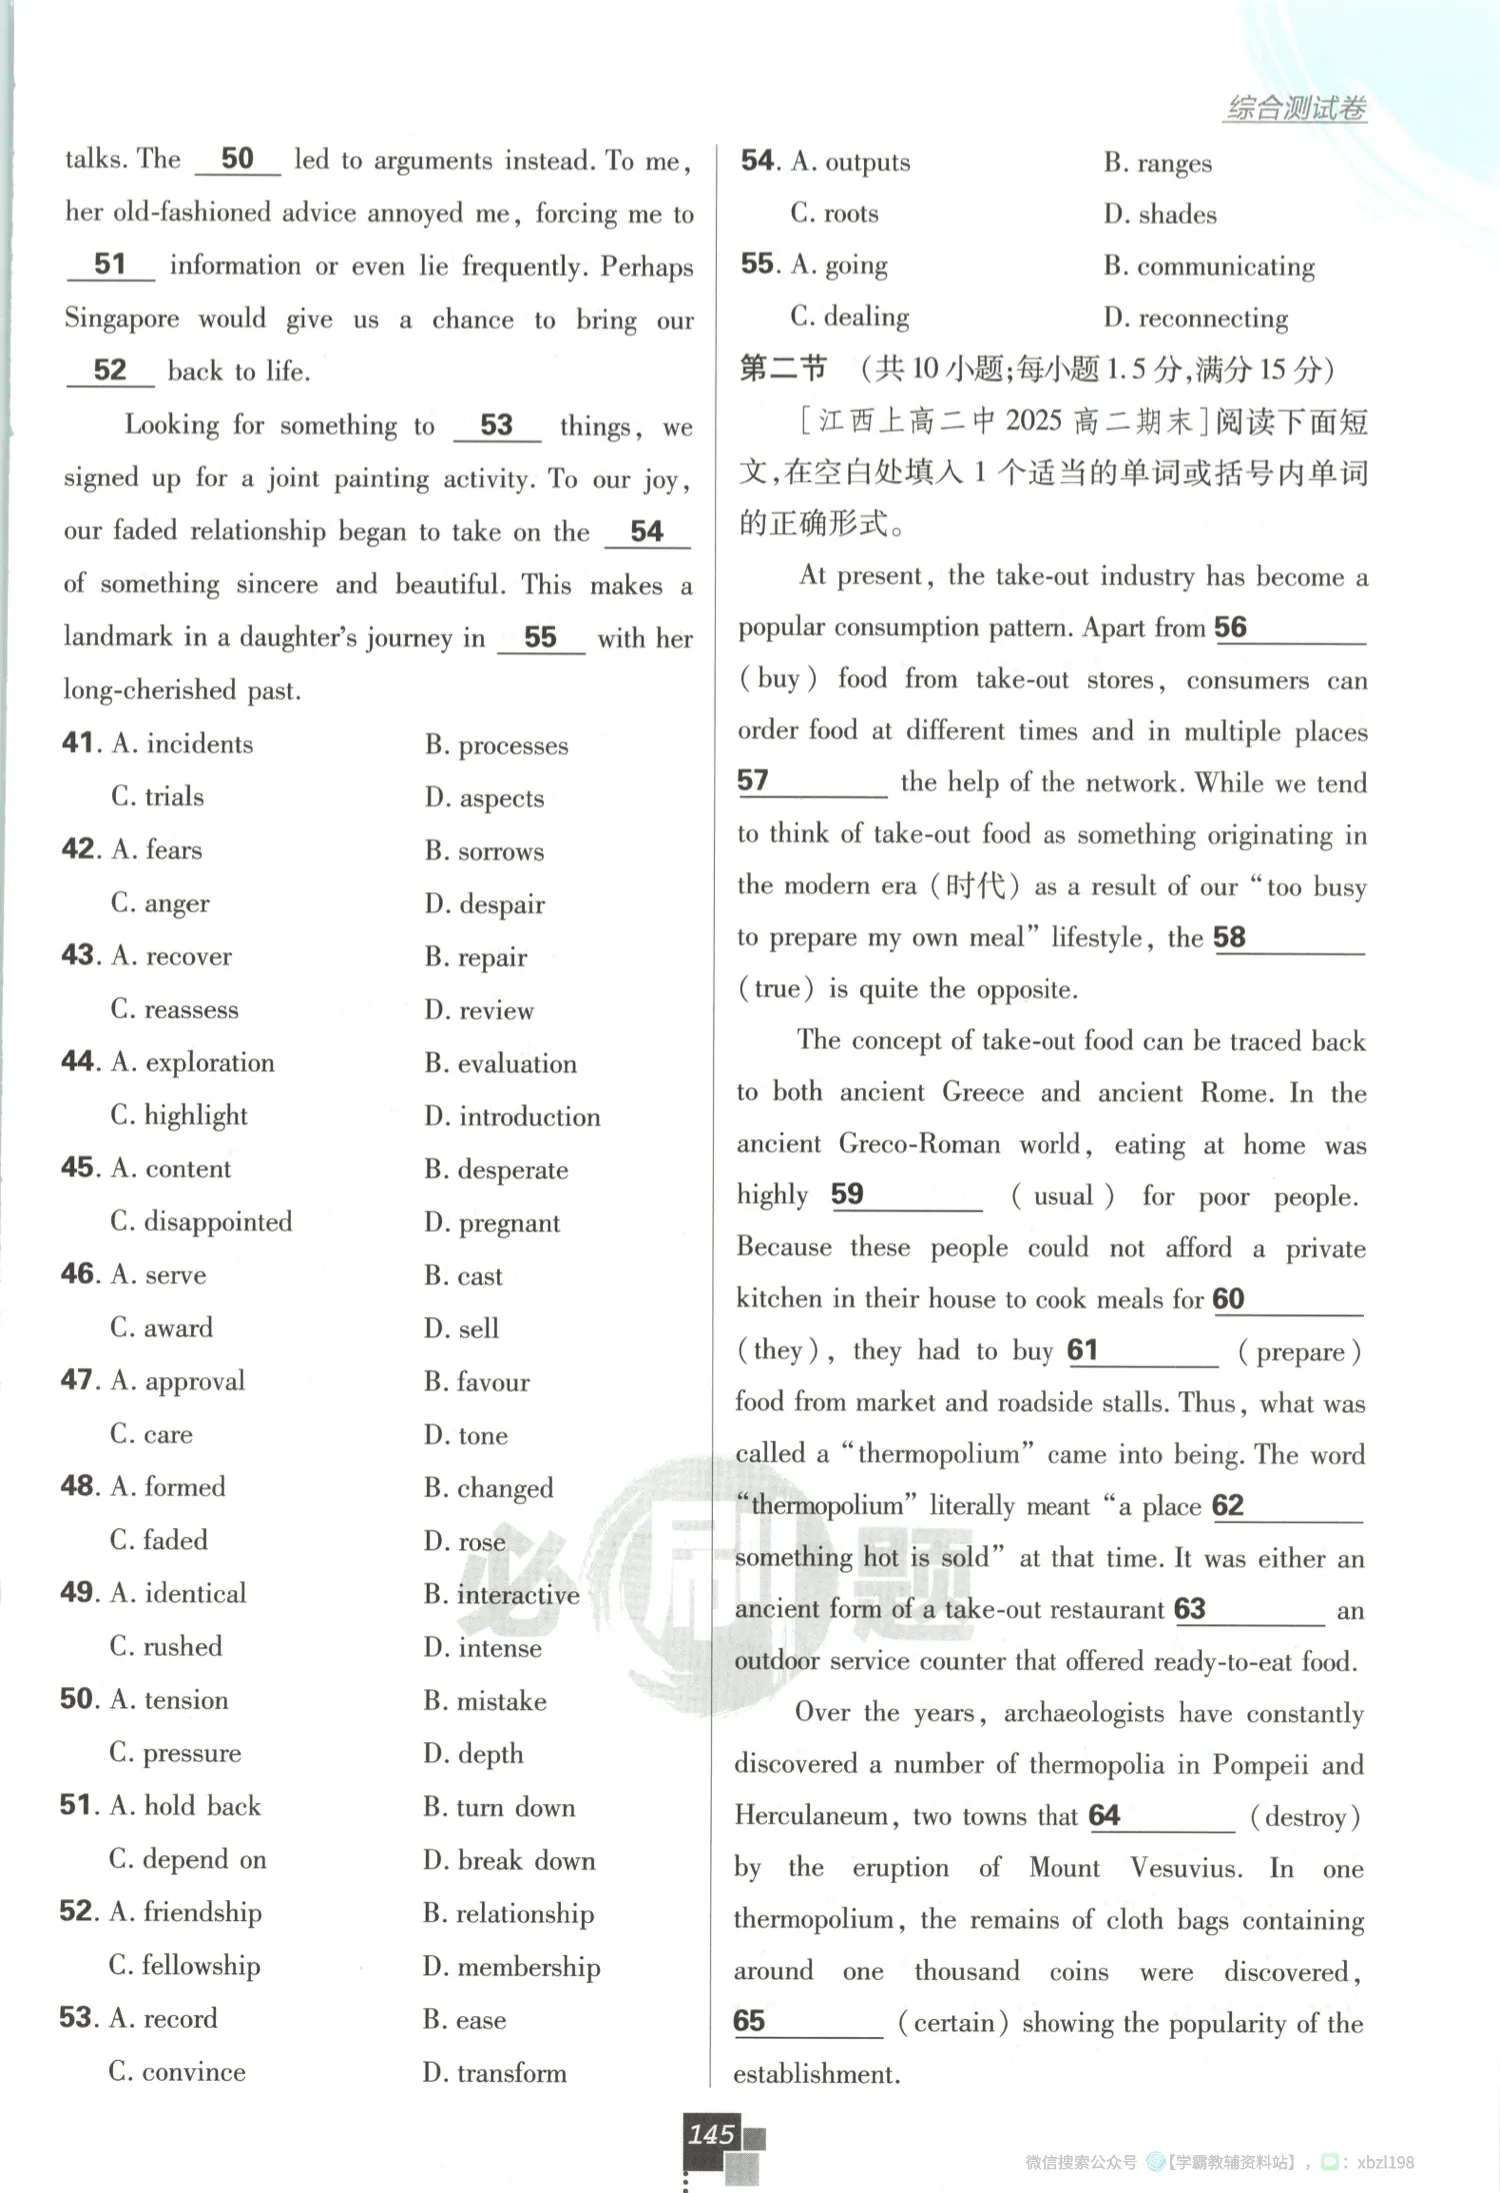 综合测试卷
talks. The 50 led to arguments instead. To me,
her old-fashioned advice annoyed me, forcing me to
51 information or even lie frequently. Perhaps
Singapore would give us a chance to bring our
52 back to life.
Looking for something to 53 things, we
signed up for a joint painting activity. To our joy,
our faded relationship began to take on the 54
of something sincere and beautiful. This makes a
landmark in a daughter's journey in 55 with her
long-cherished past.
41. A. incidents B. processes
C. trials D. aspects
42. A. fears B. sorrows
C. anger D. despair
43. A. recover B. repair
C. reassess D. review
44. A. exploration B. evaluation
C. highlight D. introduction
45. A. content B. desperate
C. disappointed D. pregnant
46. A. serve B. cast
C. award D. sell
47. A. approval B. favour
C. care D. tone
48. A. formed B. changed
C. faded D. rose
49. A. identical B. interactive
C. rushed D. intense
50. A. tension B. mistake
C. pressure D. depth
51. A. hold back B. turn down
C. depend on D. break down
52. A. friendship B. relationship
C. fellowship D. membership
53. A. record B. ease
C. convince D. transform
54. A. outputs B. ranges
C. roots D. shades
55. A. going B. communicating
C. dealing D. reconnecting
第二节 (共10小题;每小题1.5分,满分15分)
[江西上高二中2025高二期末]阅读下面短
文,在空白处填入1个适当的单词或括号内单词
的正确形式。
At present, the take-out industry has become a
popular consumption pattern. Apart from 56
(buy) food from take-out stores, consumers can
order food at different times and in multiple places
57 the help of the network. While we tend
to think of take-out food as something originating in
the modern era (时代) as a result of our "too busy
to prepare my own meal" lifestyle, the 58
(true) is quite the opposite.
The concept of take-out food can be traced back
to both ancient Greece and ancient Rome. In the
ancient Greco-Roman world, eating at home was
highly 59 (usual) for poor people.
Because these people could not afford a private
kitchen in their house to cook meals for 60
(they), they had to buy 61 (prepare)
food from market and roadside stalls. Thus, what was
called a "thermopolium" came into being. The word
"thermopolium" literally meant "a place 62
something hot is sold" at that time. It was either an
ancient form of a take-out restaurant 63 an
outdoor service counter that offered ready-to-eat food.
Over the years, archaeologists have constantly
discovered a number of thermopolia in Pompeii and
Herculaneum, two towns that 64 (destroy)
by the eruption of Mount Vesuvius. In one
thermopolium, the remains of cloth bags containing
around one thousand coins were discovered,
65 (certain) showing the popularity of the
establishment.
必刷题
145
微信搜索公众号【学霸教辅资料站】,：xbzl198